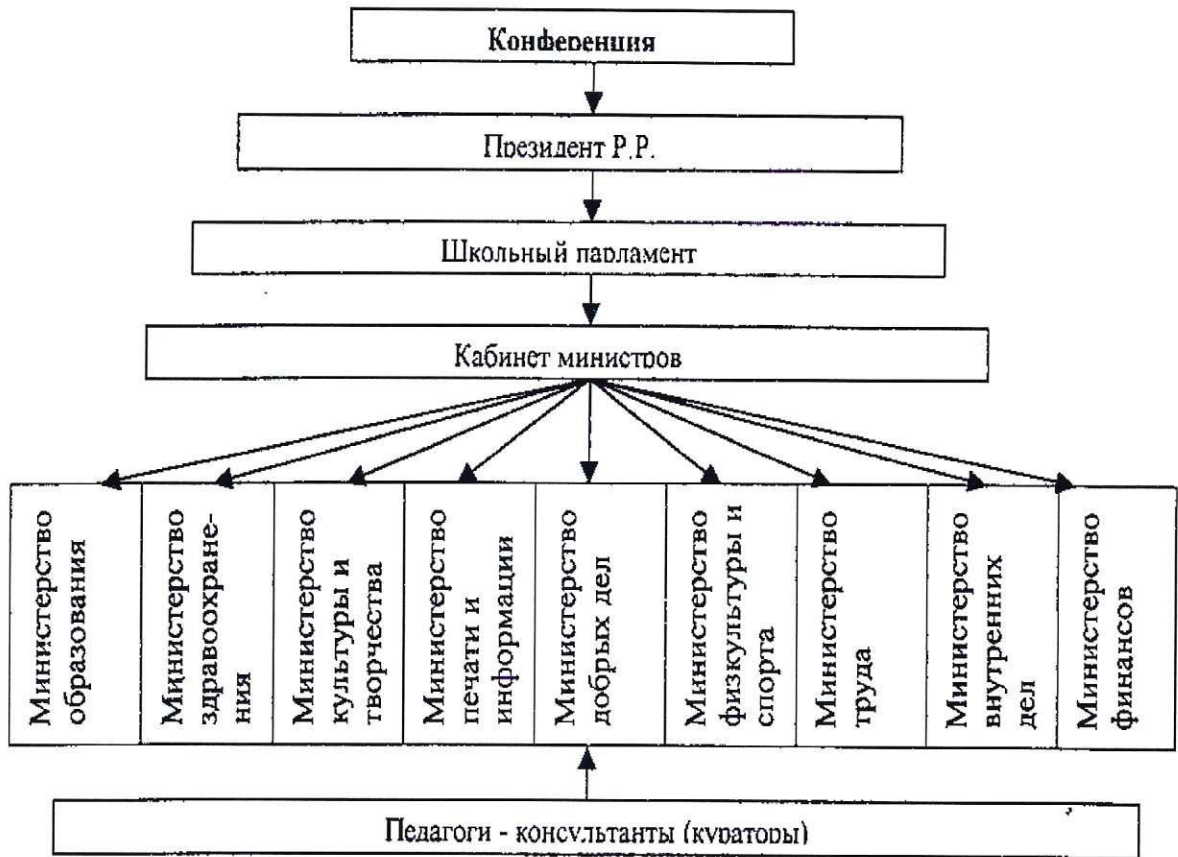 Конференция
Президент Р.Р.
Школьный парламент
Кабинет министров
Министерство
образования
Министерство
здравоохране-
ния
Министерство
культуры и
творчества
Министерство
печати и
информации
Министерство
добрых дел
Министерство
физкультуры и
спорта
Министерство
труда
Министерство
внутренних
дел
Министерство
финансов
Педагоги - консультанты (кураторы)